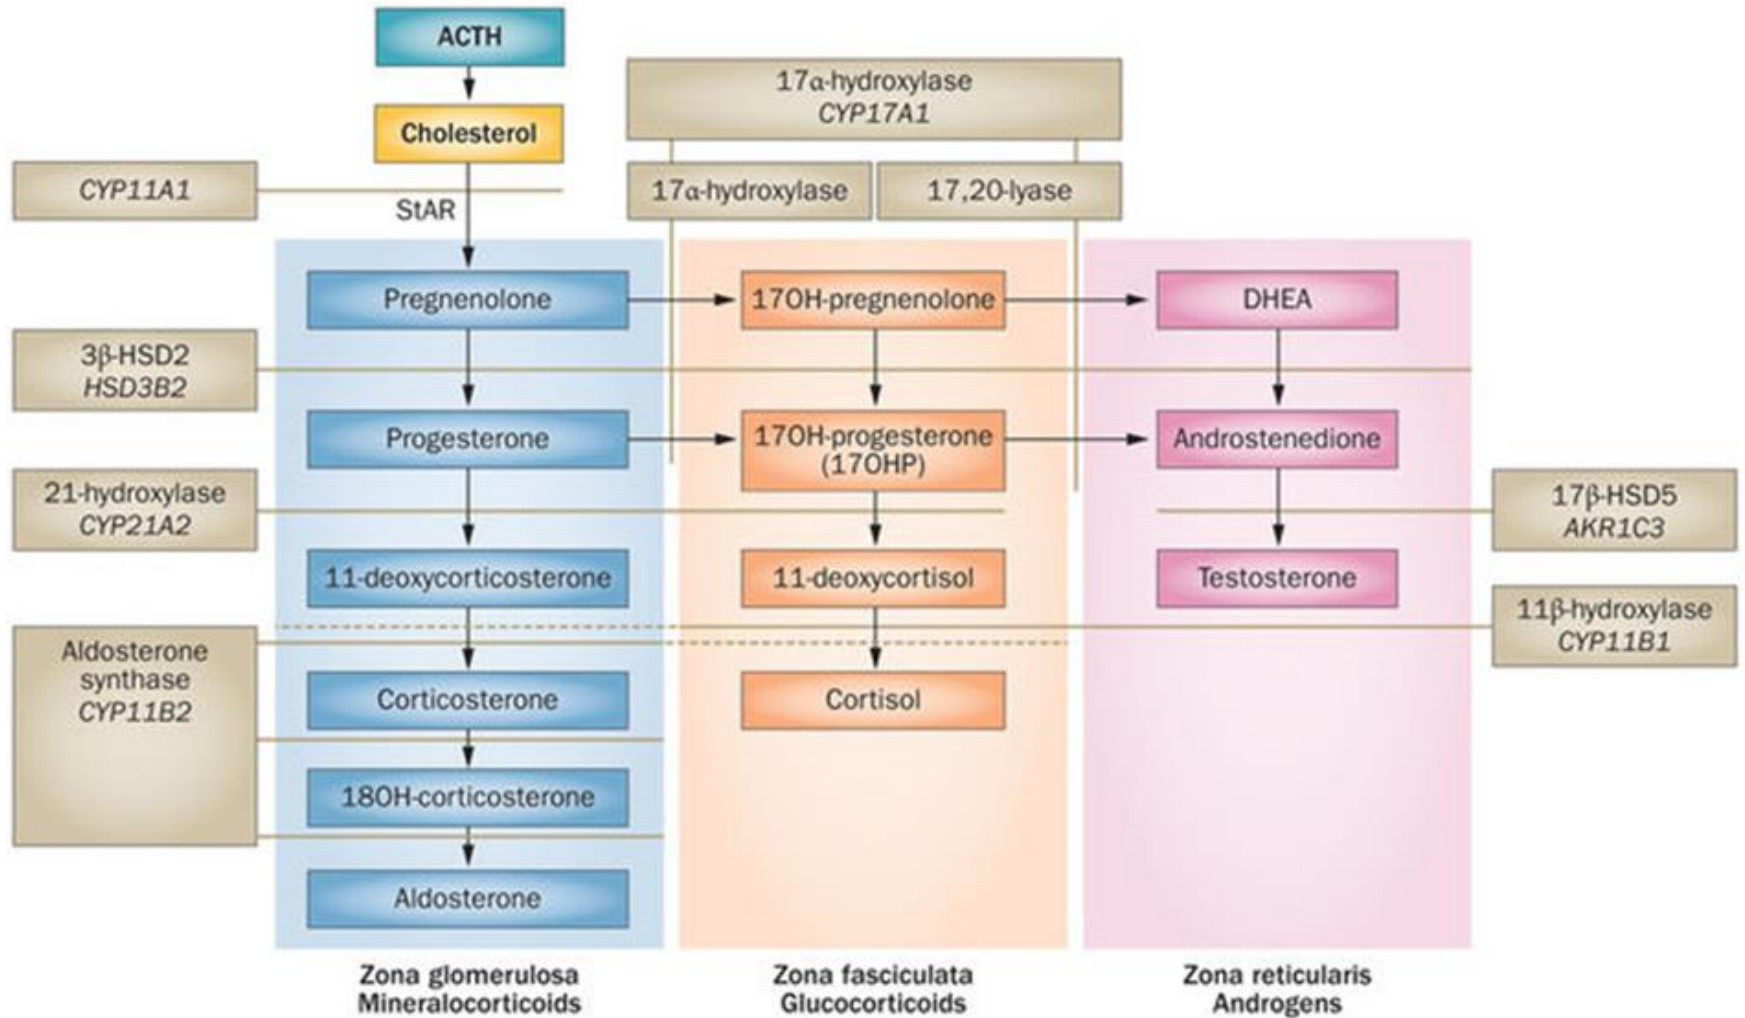 ACTH
Cholesterol
17α-hydroxylase
CYP17A1
CYP11A1
StAR
17α-hydroxylase
17,20-lyase
Pregnenolone
17OH-pregnenolone
DHEA
3β-HSD2
HSD3B2
Progesterone
17OH-progesterone
(17OHP)
Androstenedione
21-hydroxylase
CYP21A2
17β-HSD5
AKR1C3
11-deoxycorticosterone
11-deoxycortisol
Testosterone
11β-hydroxylase
CYP11B1
Aldosterone
synthase
CYP11B2
Corticosterone
Cortisol
18OH-corticosterone
Aldosterone
Zona glomerulosa
Mineralocorticoids
Zona fasciculata
Glucocorticoids
Zona reticularis
Androgens